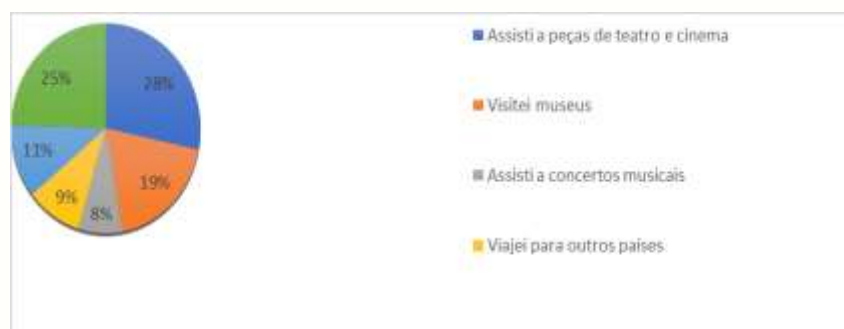 25%
28%
11%
19%
9%
8%
Assisti a peças de teatro e cinema
Visitei museus
Assisti a concertos musicais
Viajei para outros países